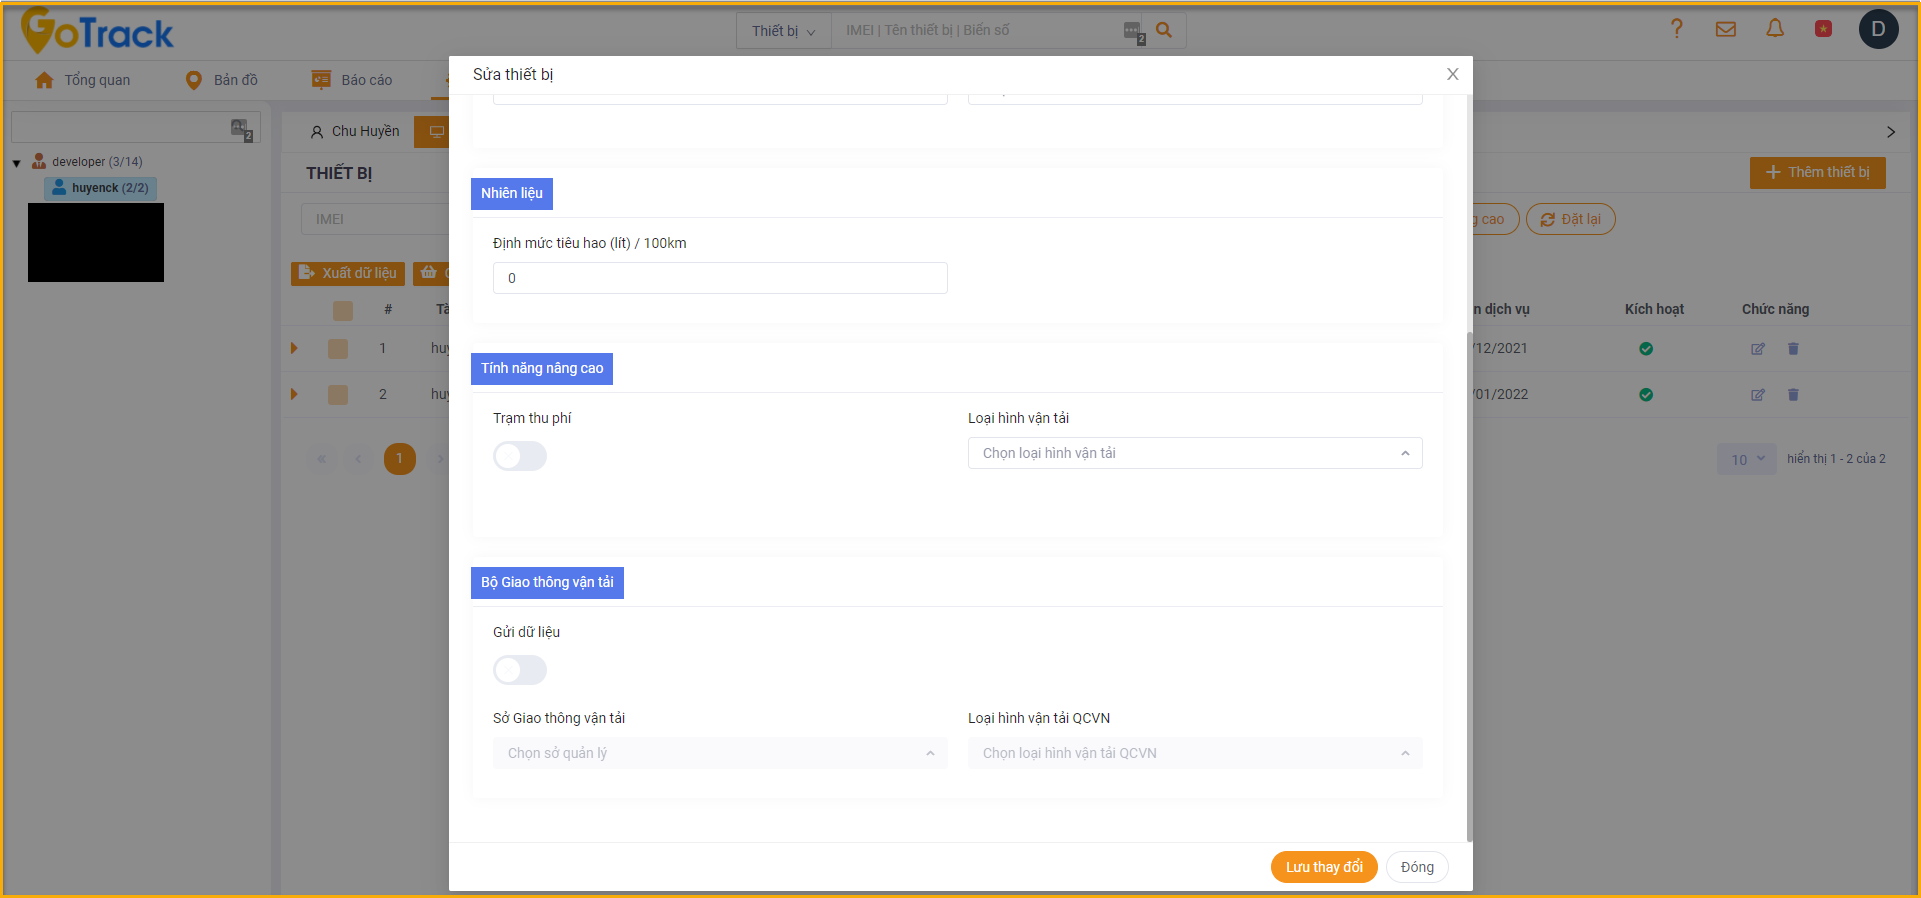 GoTrack
Thiết bị
IMEI | Tên thiết bị | Biển số
2
D
Tổng quan
Bản đồ
Báo cáo
Sửa thiết bị
2
Chu Huyền
developer (3/14)
huyenck (2/2)
THIẾT BỊ
Thêm thiết bị
IMEI
g cao
Đặt lại
Nhiên liệu
Định mức tiêu hao (lít) / 100km
0
Xuất dữ liệu
#
n dịch vụ
Kích hoạt
Chức năng
1
huy
/12/2021
2
huy
/01/2022
Tính năng nâng cao
Trạm thu phí
Loại hình vận tải
Chọn loại hình vận tải
«
‹
1
›
10
hiển thị 1 - 2 của 2
Bộ Giao thông vận tải
Gửi dữ liệu
Sở Giao thông vận tải
Loại hình vận tải QCVN
Chọn sở quản lý
Chọn loại hình vận tải QCVN
Lưu thay đổi
Đóng